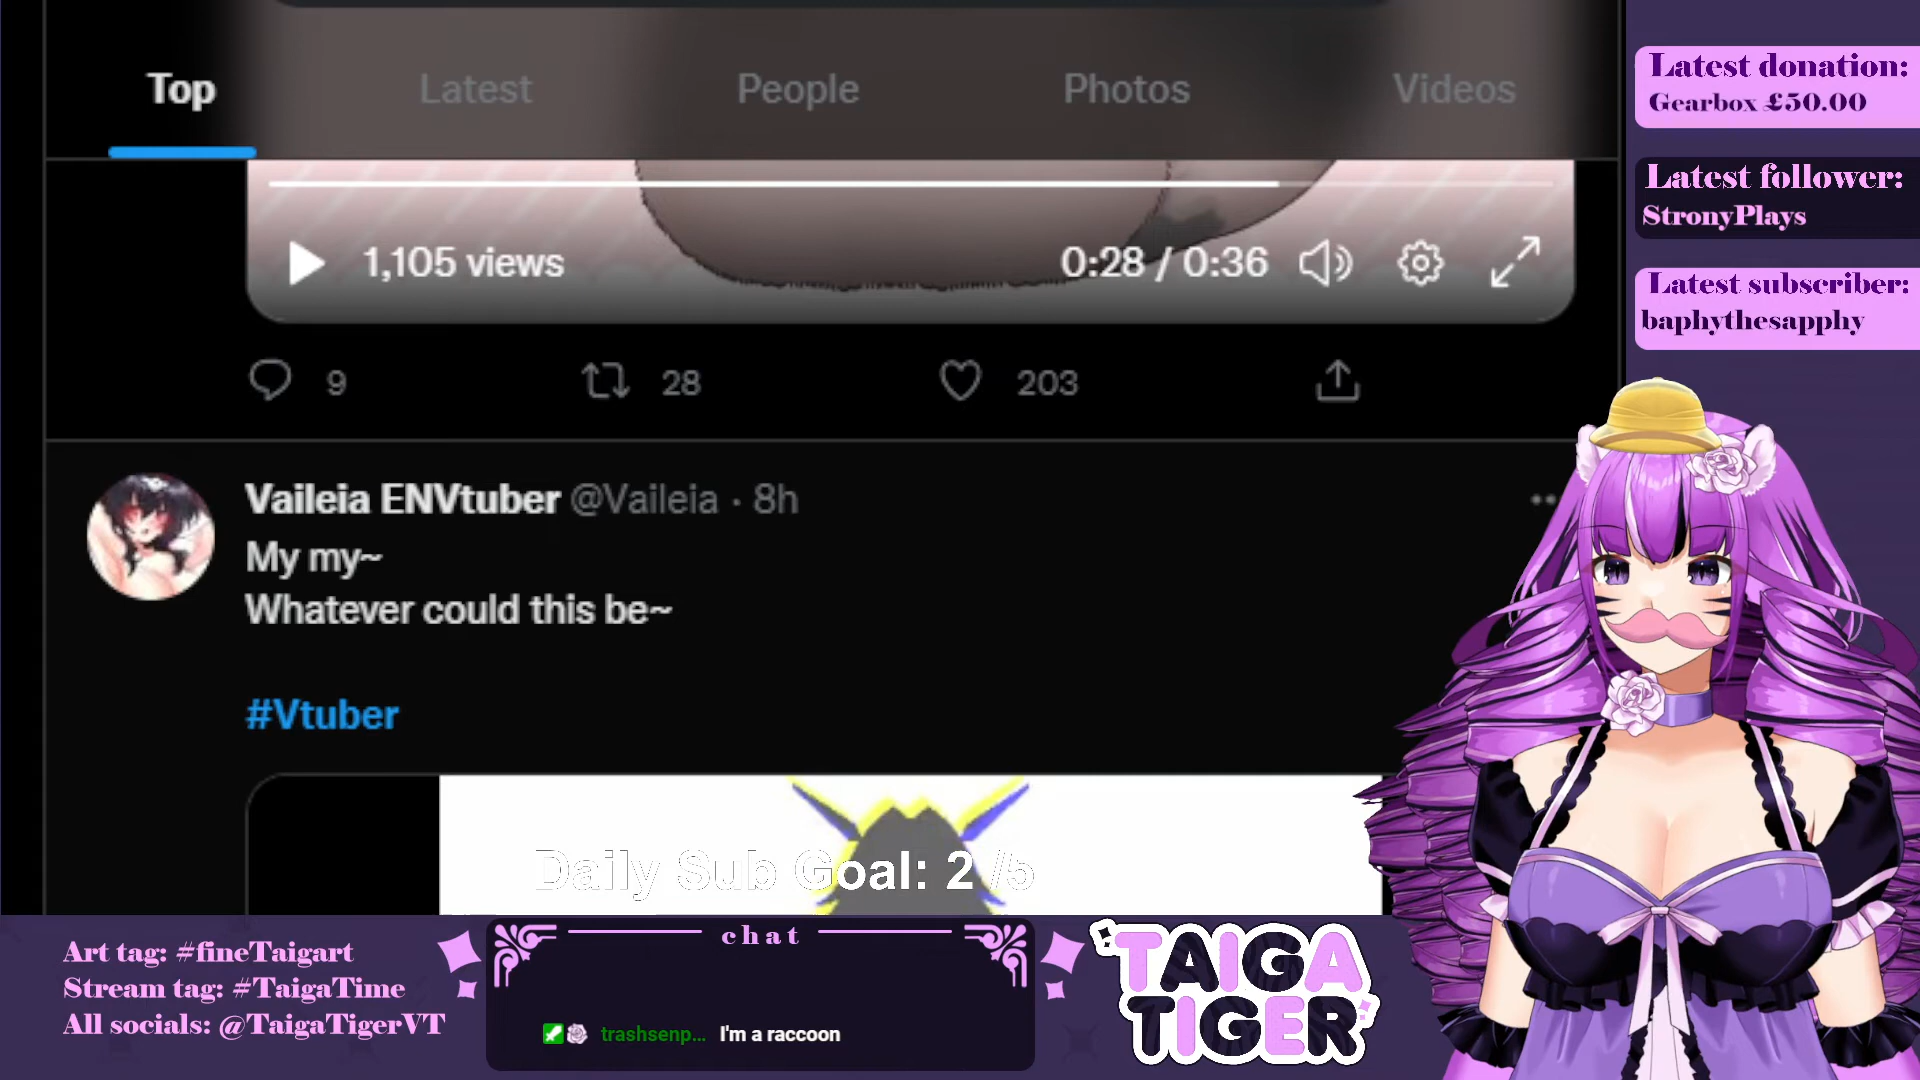 Top Latest People Photos Videos
1,105 views 0:28 / 0:36
9 28 203
Vaileia ENVtuber @Vaileia · 8h
My my~
Whatever could this be~
#Vtuber
Daily Sub Goal: 2 /5
Latest donation:
Gearbox £50.00
Latest follower:
StronyPlays
Latest subscriber:
baphythesapphy
Art tag: #fineTaigart
Stream tag: #TaigaTime
All socials: @TaigaTigerVT
chat
trashsenp... I'm a raccoon
TAIGA
TIGER